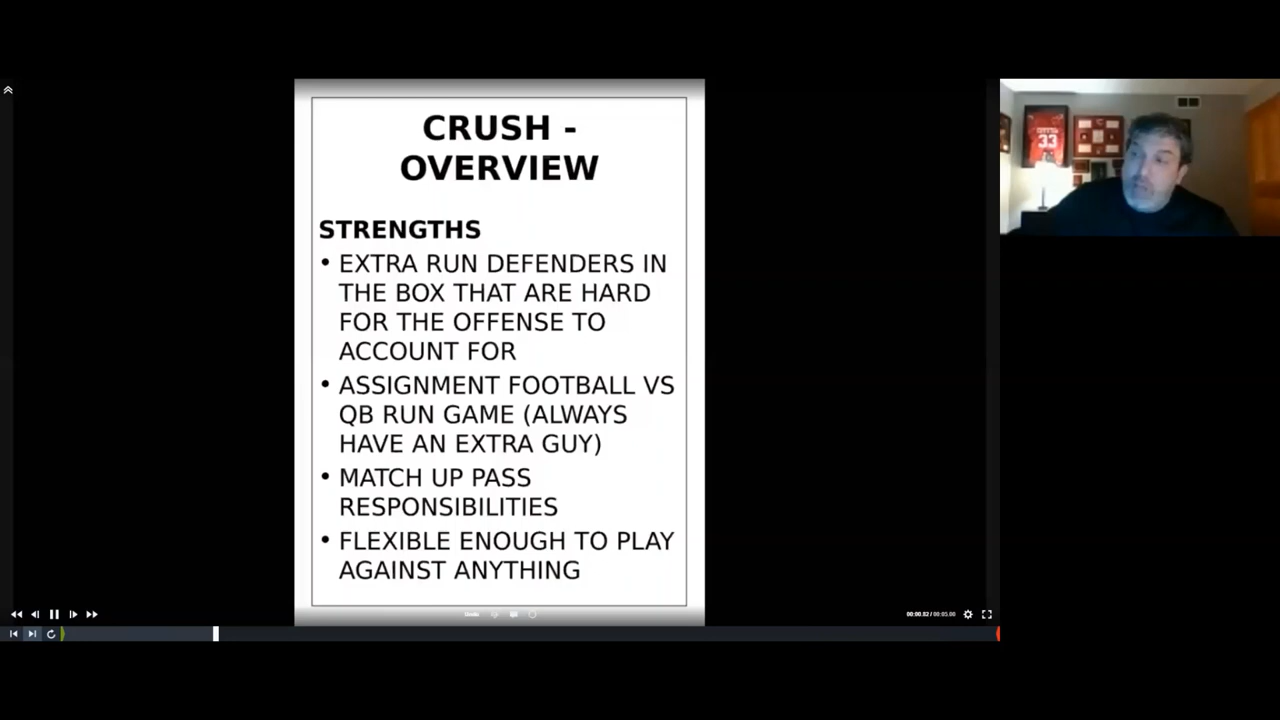 CRUSH -
OVERVIEW
STRENGTHS
• EXTRA RUN DEFENDERS IN
THE BOX THAT ARE HARD
FOR THE OFFENSE TO
ACCOUNT FOR
• ASSIGNMENT FOOTBALL VS
QB RUN GAME (ALWAYS
HAVE AN EXTRA GUY)
• MATCH UP PASS
RESPONSIBILITIES
• FLEXIBLE ENOUGH TO PLAY
AGAINST ANYTHING
33